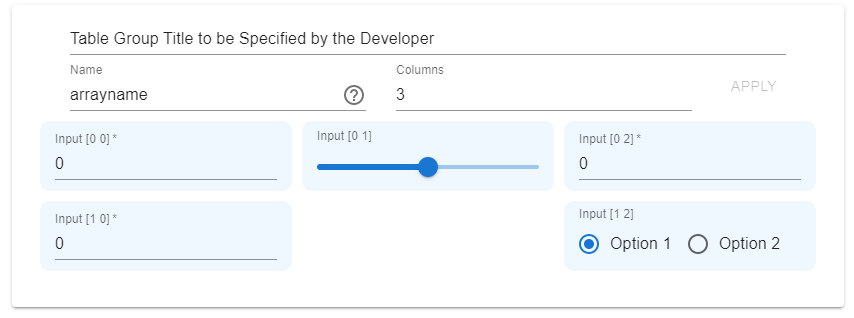 Table Group Title to be Specified by the Developer
Name
Columns
arrayname
3
APPLY
Input [0 0] *
Input [0 1]
Input [0 2] *
0
0
Input [1 0] *
Input [1 2]
0
Option 1
Option 2